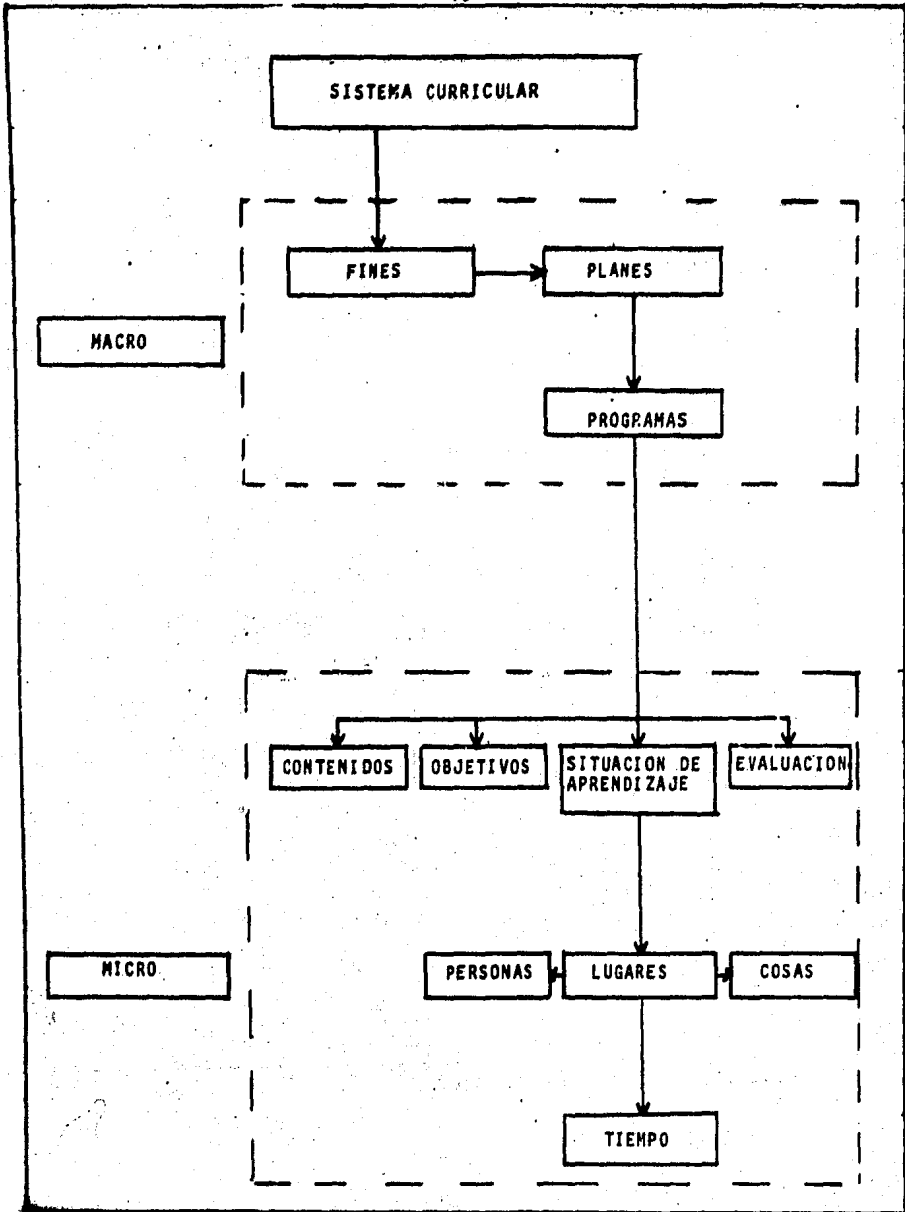 SISTEMA CURRICULAR
FINES
PLANES
MACRO
PROGRAMAS
CONTENIDOS
OBJETIVOS
SITUACION DE
APRENDIZAJE
EVALUACION
MICRO
PERSONAS
LUGARES
COSAS
TIEMPO